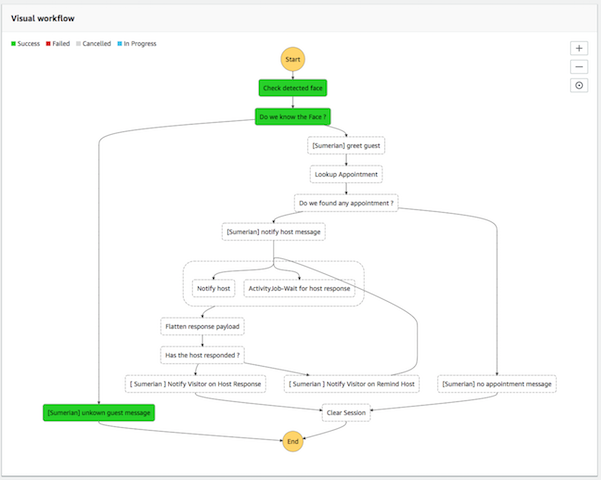 Visual workflow
Success Failed Cancelled In Progress
Start
Check detected face
Do we know the Face ?
[Sumerian] greet guest
Lookup Appointment
Do we found any appointment ?
[Sumerian] notify host message
Notify host
ActivityJob-Wait for host response
Flatten response payload
Has the host responded ?
[ Sumerian ] Notify Visitor on Host Response
[ Sumerian ] Notify Visitor on Remind Host
[Sumerian] no appointment message
[Sumerian] unkown guest message
Clear Session
End